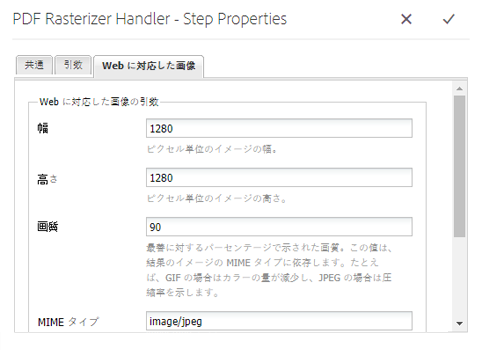 PDF Rasterizer Handler - Step Properties
共通 引数 Web に対応した画像
Web に対応した画像の引数
幅 1280
ピクセル単位のイメージの幅。
高さ 1280
ピクセル単位のイメージの高さ。
画質 90
最善に対するパーセンテージで示された画質。この値は、
結果のイメージの MIME タイプに依存します。たとえ
ば、GIF の場合はカラーの量が減少し、JPEG の場合は圧
縮率を示します。
MIME タイプ image/jpeg